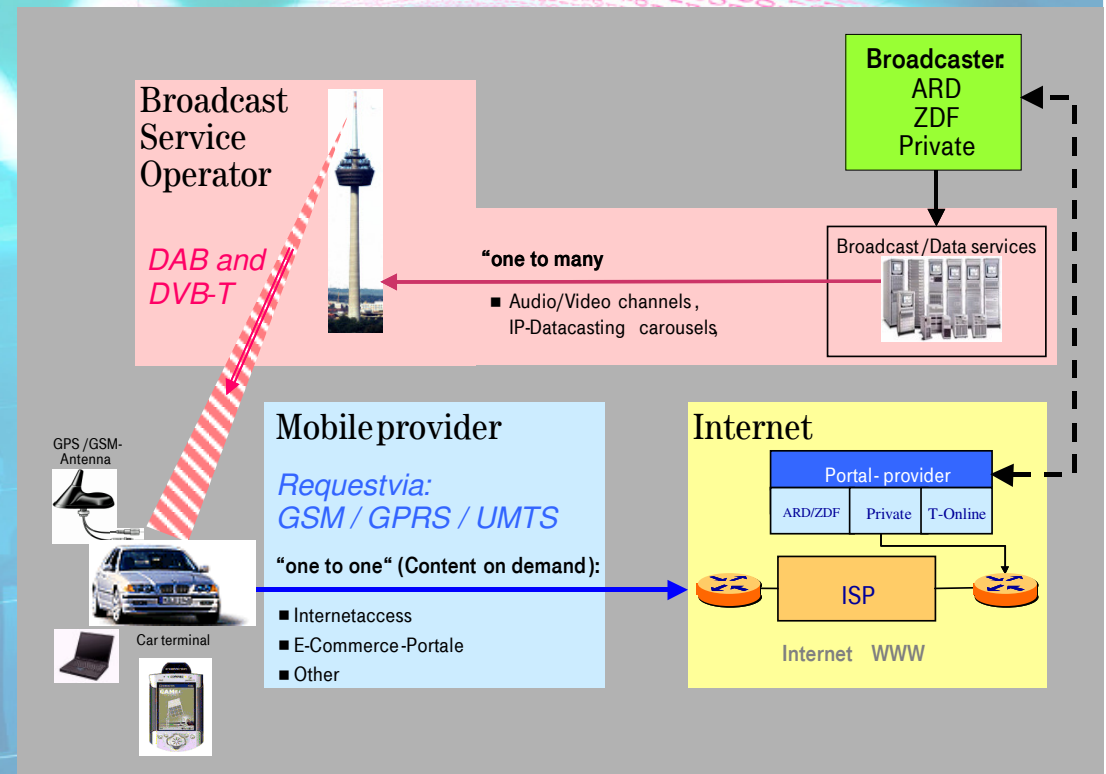 Broadcaster:
ARD
ZDF
Private
Broadcast
Service
Operator
DAB and
DVB-T
“one to many
■ Audio/Video channels,
IP-Datacasting carousels,
Broadcast/Data services
GPS/GSM-
Antenna
Car terminal
Mobileprovider
Requestvia:
GSM / GPRS / UMTS
“one to one“ (Content on demand):
■ Internetaccess
■ E-Commerce-Portale
■ Other
Internet
Portal- provider
ARD/ZDF
Private
T-Online
ISP
Internet WWW